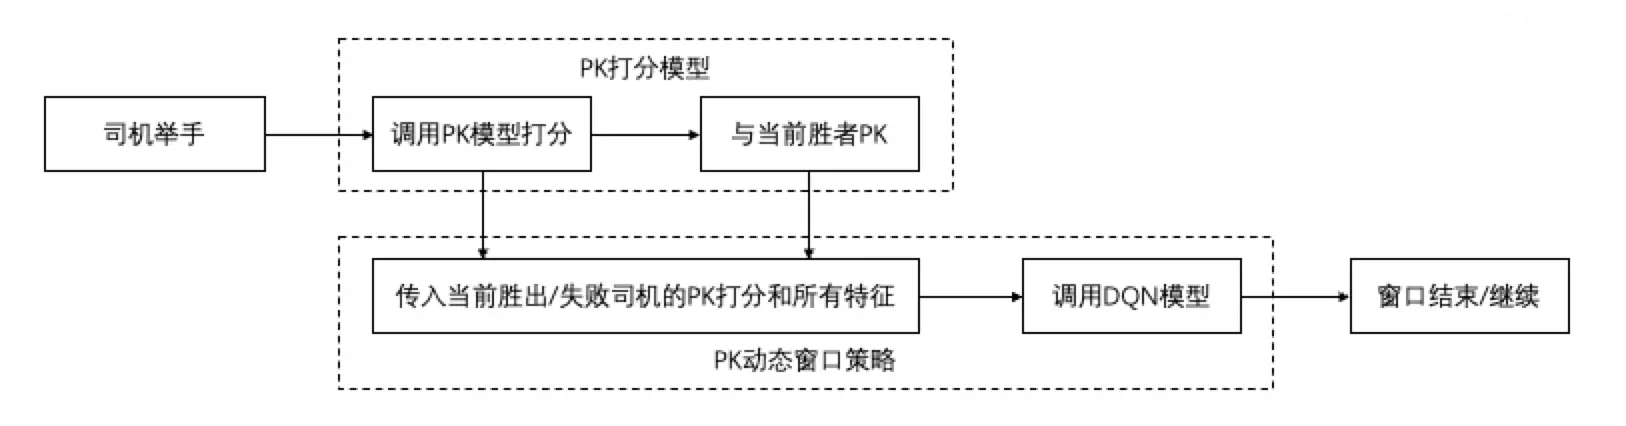 PK打分模型
司机举手
调用PK模型打分
与当前胜者PK
传入当前胜出/失败司机的PK打分和所有特征
调用DQN模型
窗口结束/继续
PK动态窗口策略